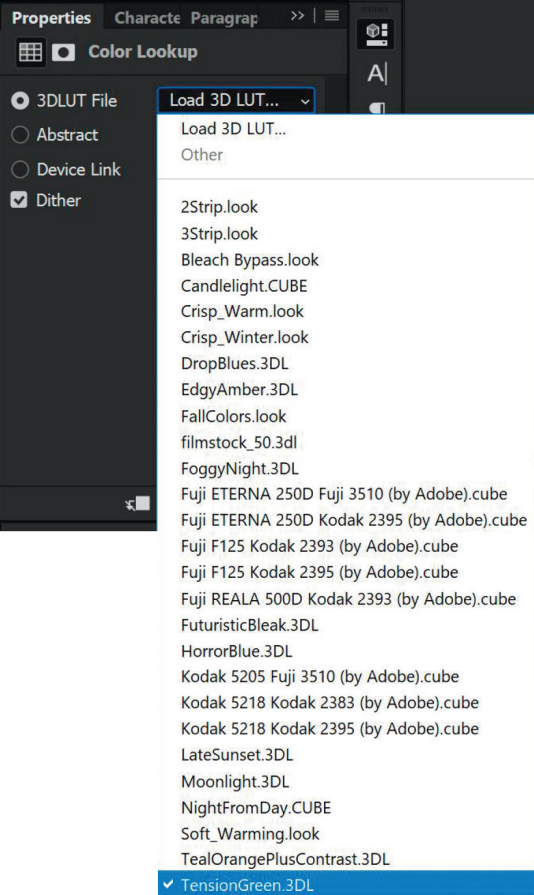 Properties Characte Paragrap >>
Color Lookup
3DLUT File Load 3D LUT...
Abstract
Device Link
Dither
A
Load 3D LUT...
Other
2Strip.look
3Strip.look
Bleach Bypass.look
Candlelight.CUBE
Crisp_Warm.look
Crisp_Winter.look
DropBlues.3DL
EdgyAmber.3DL
FallColors.look
filmstock_50.3dl
FoggyNight.3DL
Fuji ETERNA 250D Fuji 3510 (by Adobe).cube
Fuji ETERNA 250D Kodak 2395 (by Adobe).cube
Fuji F125 Kodak 2393 (by Adobe).cube
Fuji F125 Kodak 2395 (by Adobe).cube
Fuji REALA 500D Kodak 2393 (by Adobe).cube
FuturisticBleak.3DL
HorrorBlue.3DL
Kodak 5205 Fuji 3510 (by Adobe).cube
Kodak 5218 Kodak 2383 (by Adobe).cube
Kodak 5218 Kodak 2395 (by Adobe).cube
LateSunset.3DL
Moonlight.3DL
NightFromDay.CUBE
Soft_Warming.look
TealOrangePlusContrast.3DL
TensionGreen.3DL